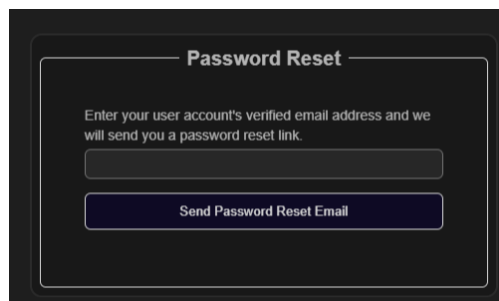 Password Reset
Enter your user account's verified email address and we
will send you a password reset link.
Send Password Reset Email